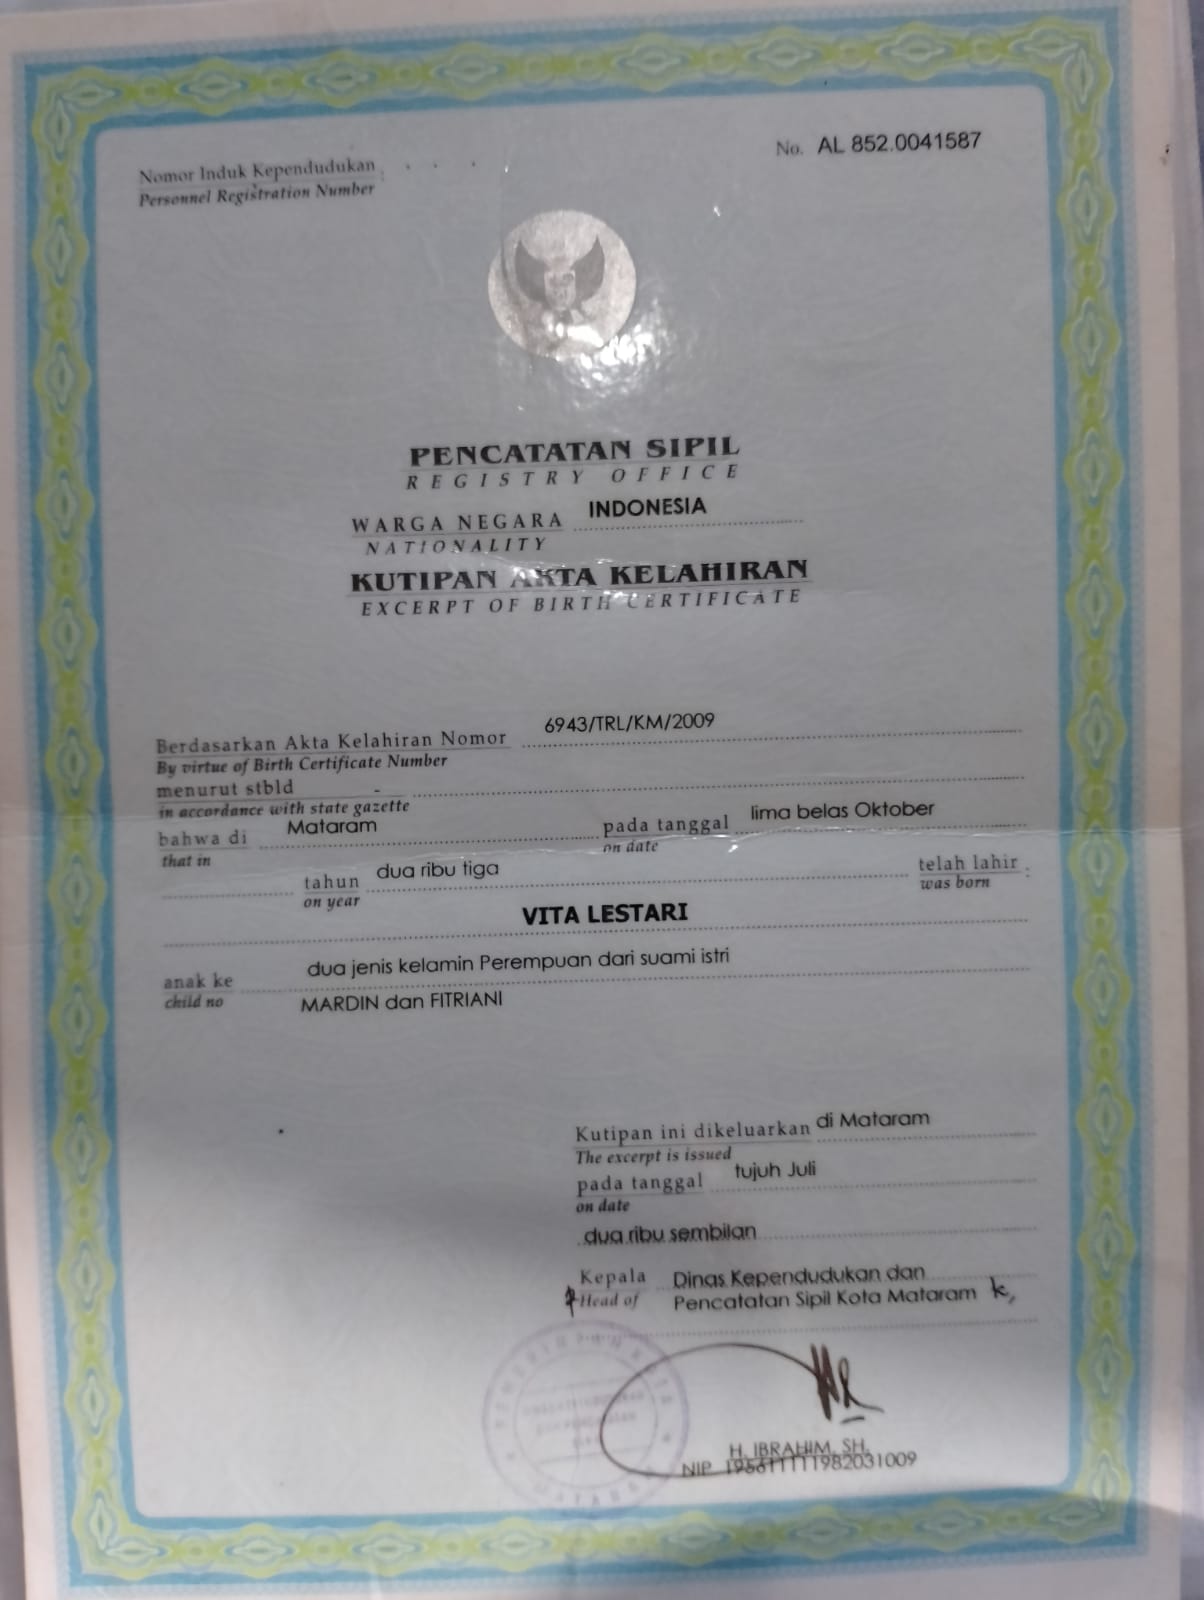 No. AL 852.0041587
Nomor Induk Kependudukan :
Personnel Registration Number
PENCATATAN SIPIL
REGISTRY OFFICE
WARGA NEGARA INDONESIA
NATIONALITY
KUTIPAN AKTA KELAHIRAN
EXCERPT OF BIRTH CERTIFICATE
Berdasarkan Akta Kelahiran Nomor 6943/TRL/KM/2009
By virtue of Birth Certificate Number
menurut stbld -
in accordance with state gazette
bahwa di Mataram pada tanggal lima belas Oktober
that in on date
tahun dua ribu tiga telah lahir :
on year was born
VITA LESTARI
anak ke dua jenis kelamin Perempuan dari suami istri
child no MARDIN dan FITRIANI
Kutipan ini dikeluarkan di Mataram
The excerpt is issued
pada tanggal tujuh Juli
on date
dua ribu sembilan
Kepala Dinas Kependudukan dan
Head of Pencatatan Sipil Kota Mataram
H. IBRAHIM, SH.
NIP 195611111982031009